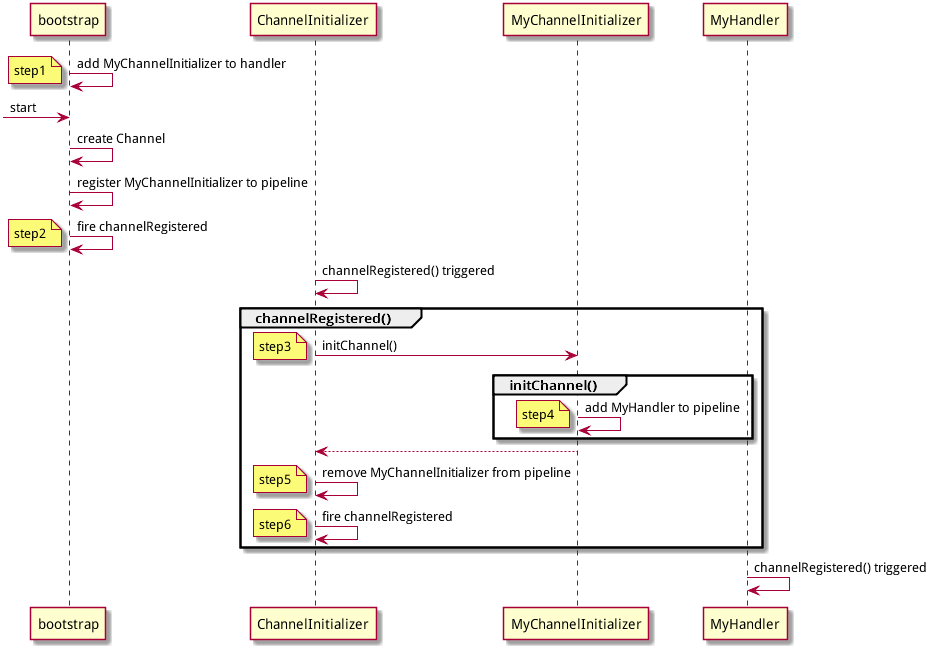 bootstrap
ChannelInitializer
MyChannelInitializer
MyHandler
step1
add MyChannelInitializer to handler
start
create Channel
register MyChannelInitializer to pipeline
step2
fire channelRegistered
channelRegistered() triggered
channelRegistered()
step3
initChannel()
initChannel()
step4
add MyHandler to pipeline
step5
remove MyChannelInitializer from pipeline
step6
fire channelRegistered
channelRegistered() triggered
bootstrap
ChannelInitializer
MyChannelInitializer
MyHandler